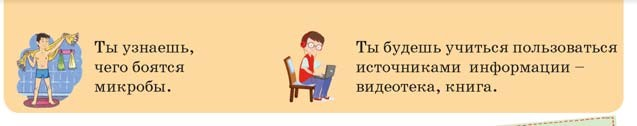 Ты узнаешь,
чего боятся
микробы.
Ты будешь учиться пользоваться
источниками информации –
видеотека, книга.